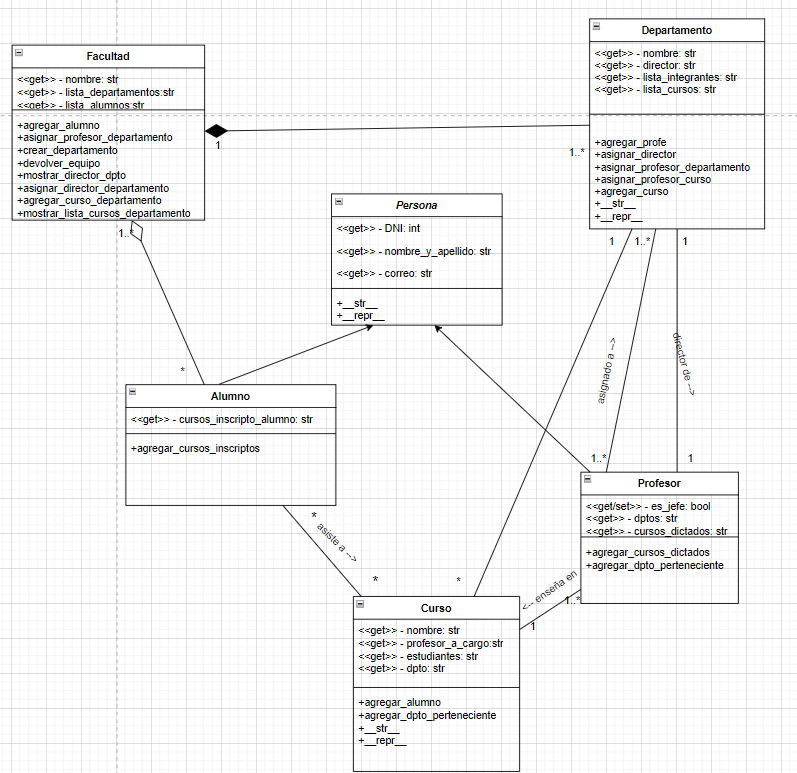 Facultad
<<get>> - nombre: str
<<get>> - lista_departamentos:str
<<get>> - lista_alumnos:str
+agregar_alumno
+asignar_profesor_departamento
+crear_departamento
+devolver_equipo
+mostrar_director_dpto
+asignar_director_departamento
+agregar_curso_departamento
+mostrar_lista_cursos_departamento
1
1..*
Departamento
<<get>> - nombre: str
<<get>> - director: str
<<get>> - lista_integrantes: str
<<get>> - lista_cursos: str
+agregar_profe
+asignar_director
+asignar_profesor_departamento
+asignar_profesor_curso
+agregar_curso
+__str__
+__repr__
Persona
<<get>> - DNI: int
<<get>> - nombre_y_apellido: str
<<get>> - correo: str
+__str__
+__repr__
1..*
*
1
1..*
1
asignado a -->
director de -->
1..*
1
Alumno
<<get>> - cursos_inscripto_alumno: str
+agregar_cursos_inscriptos
*
asiste a -->
*
*
Profesor
<<get/set>> - es_jefe: bool
<<get>> - dptos: str
<<get>> - cursos_dictados: str
+agregar_cursos_dictados
+agregar_dpto_perteneciente
<-- enseña en
1..*
1
Curso
<<get>> - nombre: str
<<get>> - profesor_a_cargo:str
<<get>> - estudiantes: str
<<get>> - dpto: str
+agregar_alumno
+agregar_dpto_perteneciente
+__str__
+__repr__